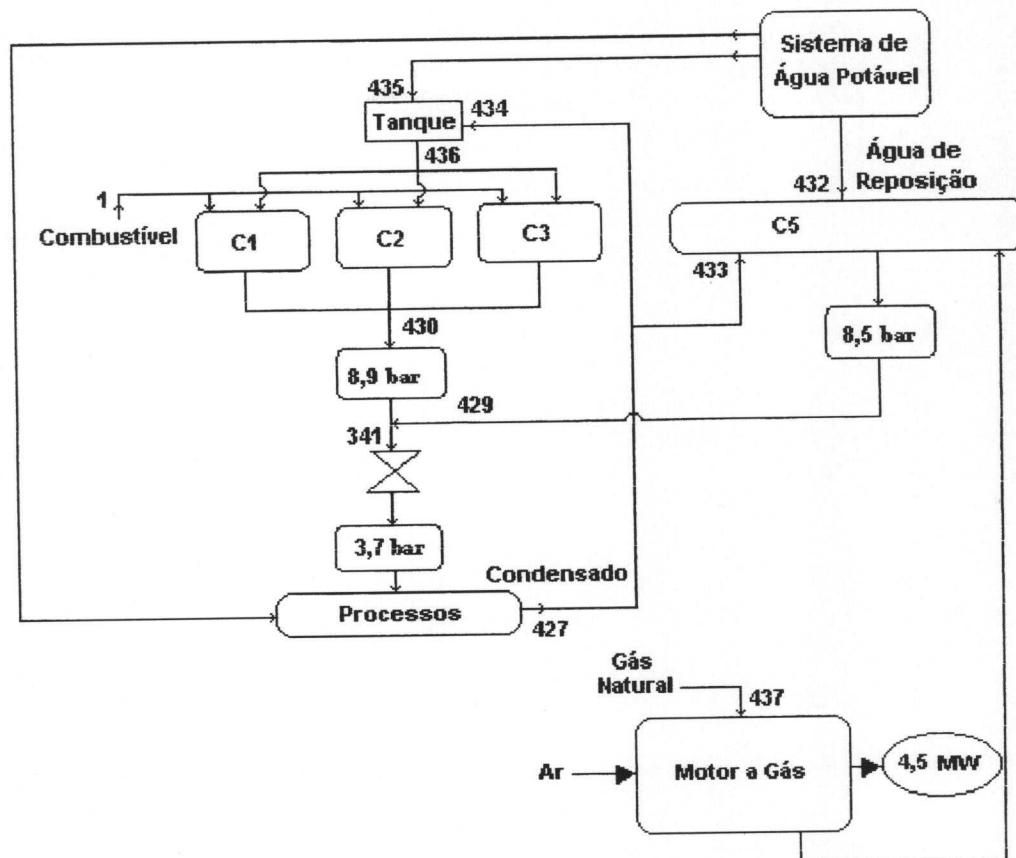 Sistema de
Água Potável
435
434
Tanque
436
Água de
Reposição
432
1
Combustível
C1
C2
C3
C5
433
430
8,9 bar
8,5 bar
429
341
3,7 bar
Condensado
Processos
427
Gás
Natural
437
Ar
Motor a Gás
4,5 MW